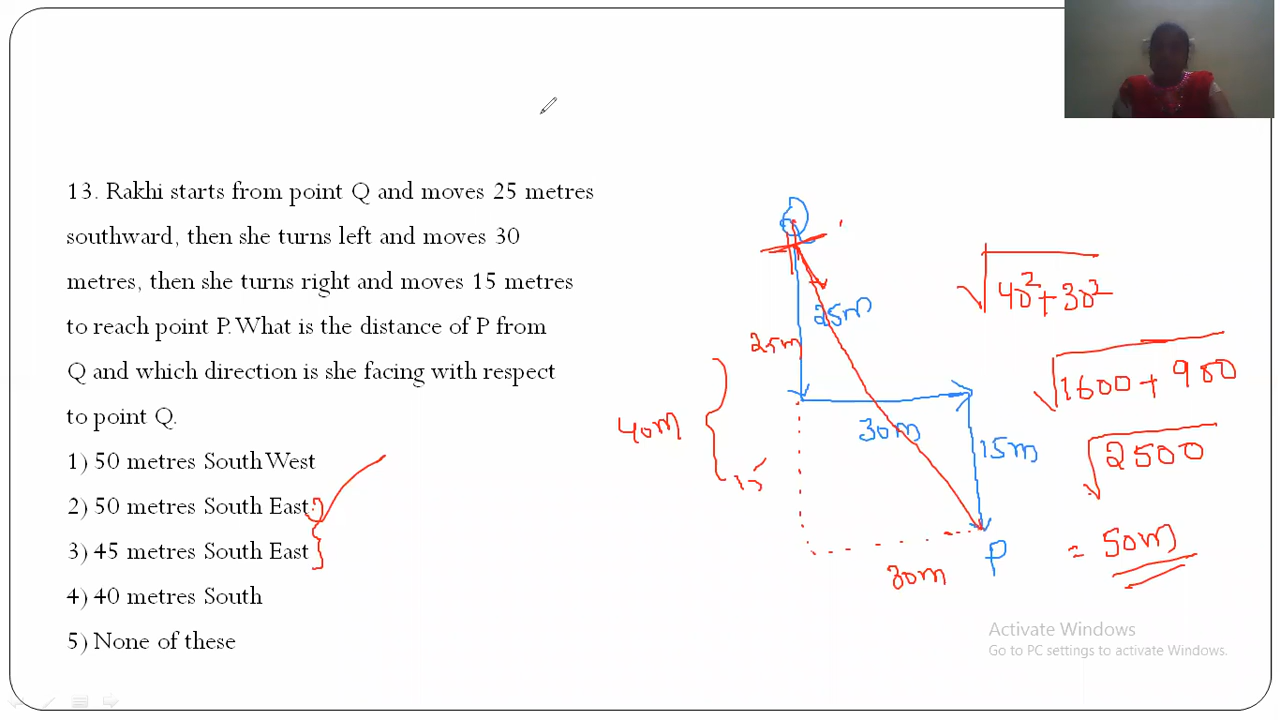 13. Rakhi starts from point Q and moves 25 metres
southward, then she turns left and moves 30
metres, then she turns right and moves 15 metres
to reach point P. What is the distance of P from
Q and which direction is she facing with respect
to point Q.
1) 50 metres South West
2) 50 metres South East
3) 45 metres South East
4) 40 metres South
5) None of these
Q
25m
25m
40m
30m
15m
15
30m
P
√40²+30²
√1600+900
√2500
= 50m
Activate Windows
Go to PC settings to activate Windows.